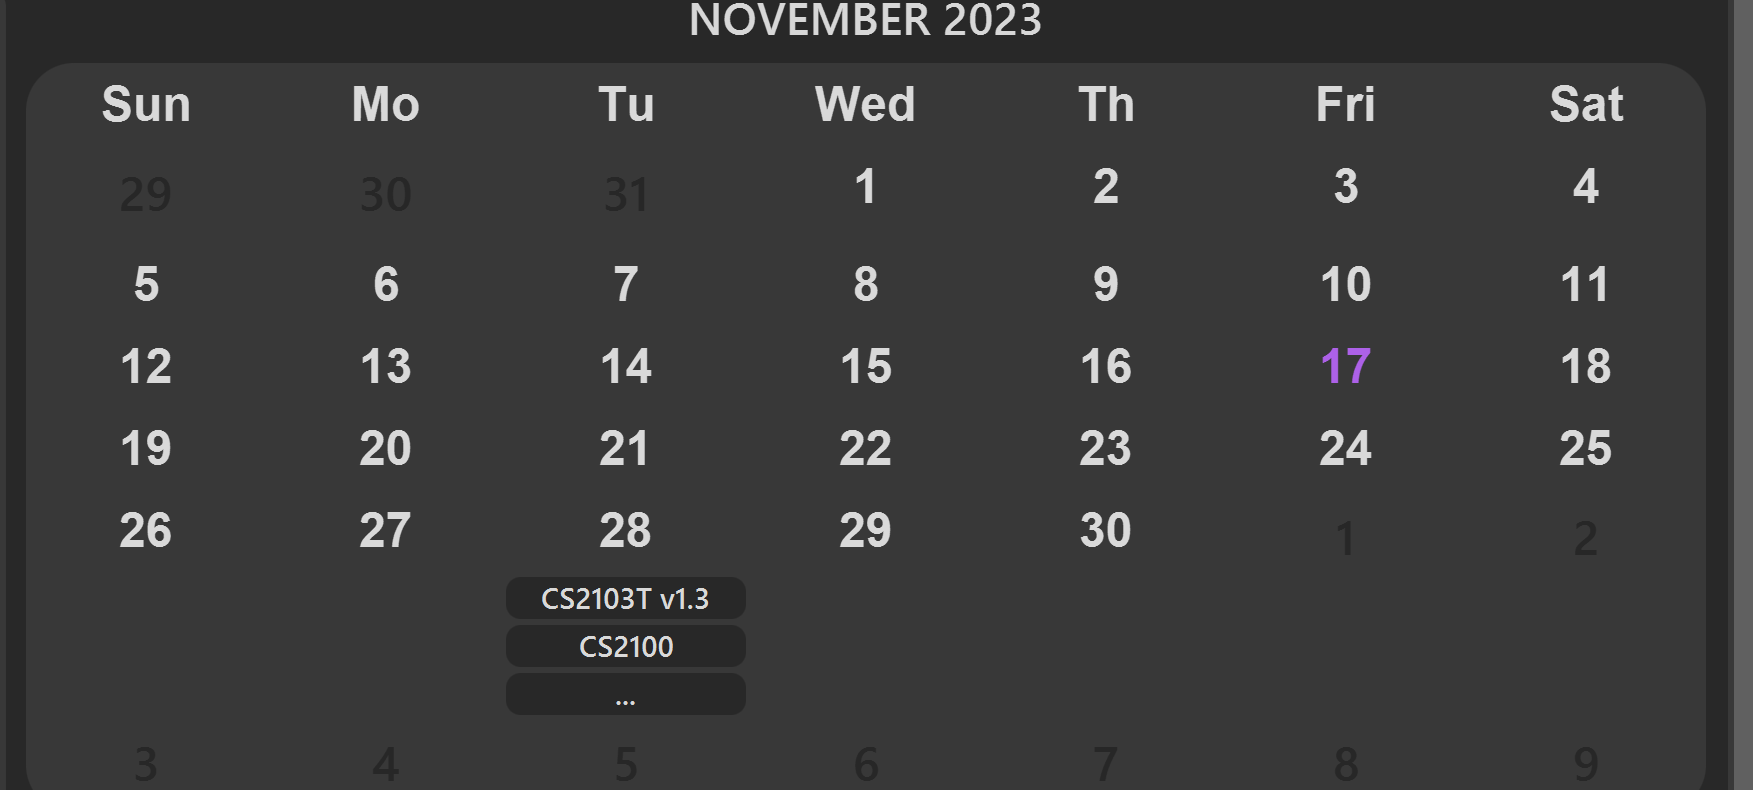 NOVEMBER 2023
Sun Mo Tu Wed Th Fri Sat
29 30 31 1 2 3 4
5 6 7 8 9 10 11
12 13 14 15 16 17 18
19 20 21 22 23 24 25
26 27 28 29 30 1 2
CS2103T v1.3
CS2100
...
3 4 5 6 7 8 9